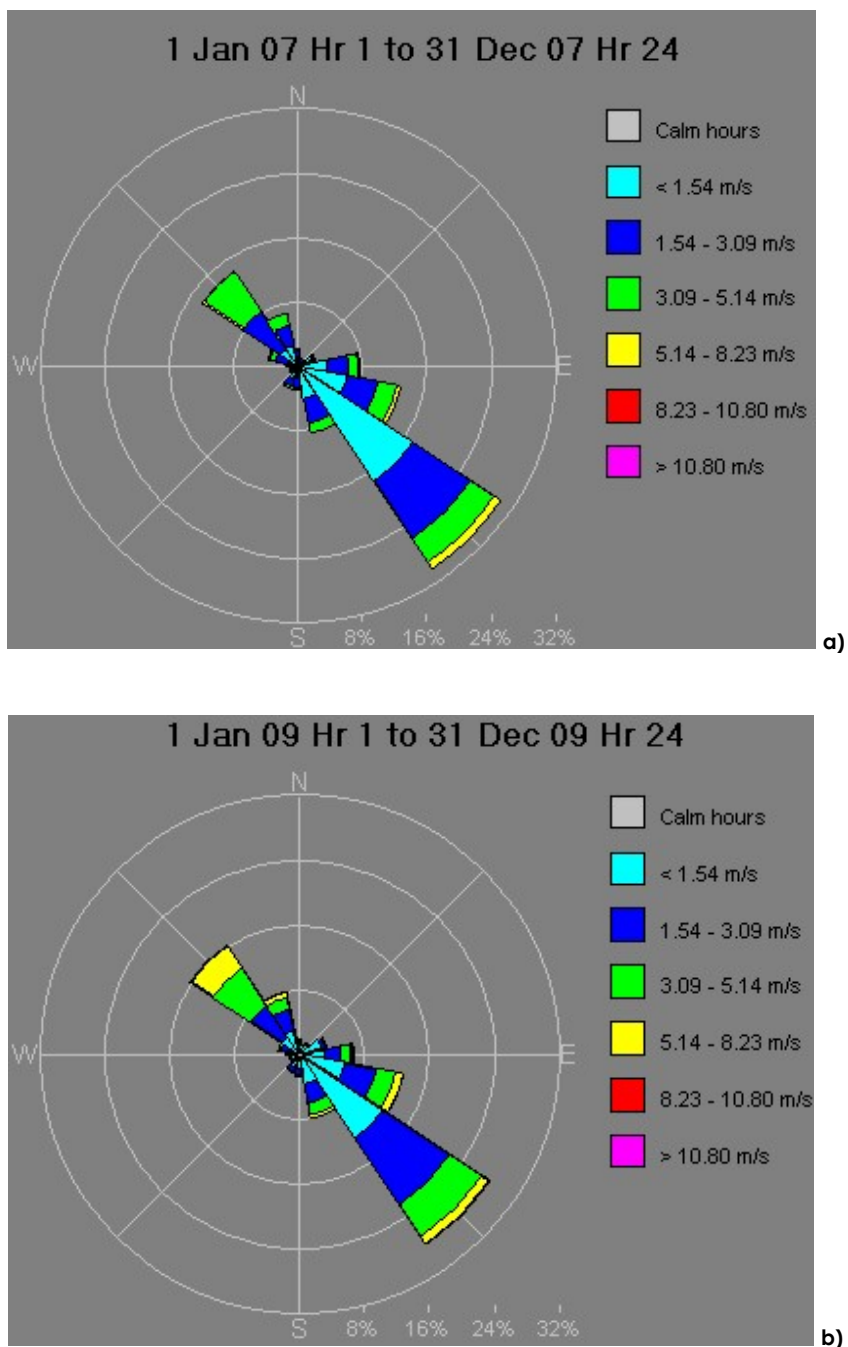 1 Jan 07 Hr 1 to 31 Dec 07 Hr 24
N
Calm hours
< 1.54 m/s
1.54 - 3.09 m/s
3.09 - 5.14 m/s
W
E
5.14 - 8.23 m/s
8.23 - 10.80 m/s
> 10.80 m/s
S
8% 16% 24% 32%
a)
1 Jan 09 Hr 1 to 31 Dec 09 Hr 24
N
Calm hours
< 1.54 m/s
1.54 - 3.09 m/s
3.09 - 5.14 m/s
W
E
5.14 - 8.23 m/s
8.23 - 10.80 m/s
> 10.80 m/s
S
8% 16% 24% 32%
b)